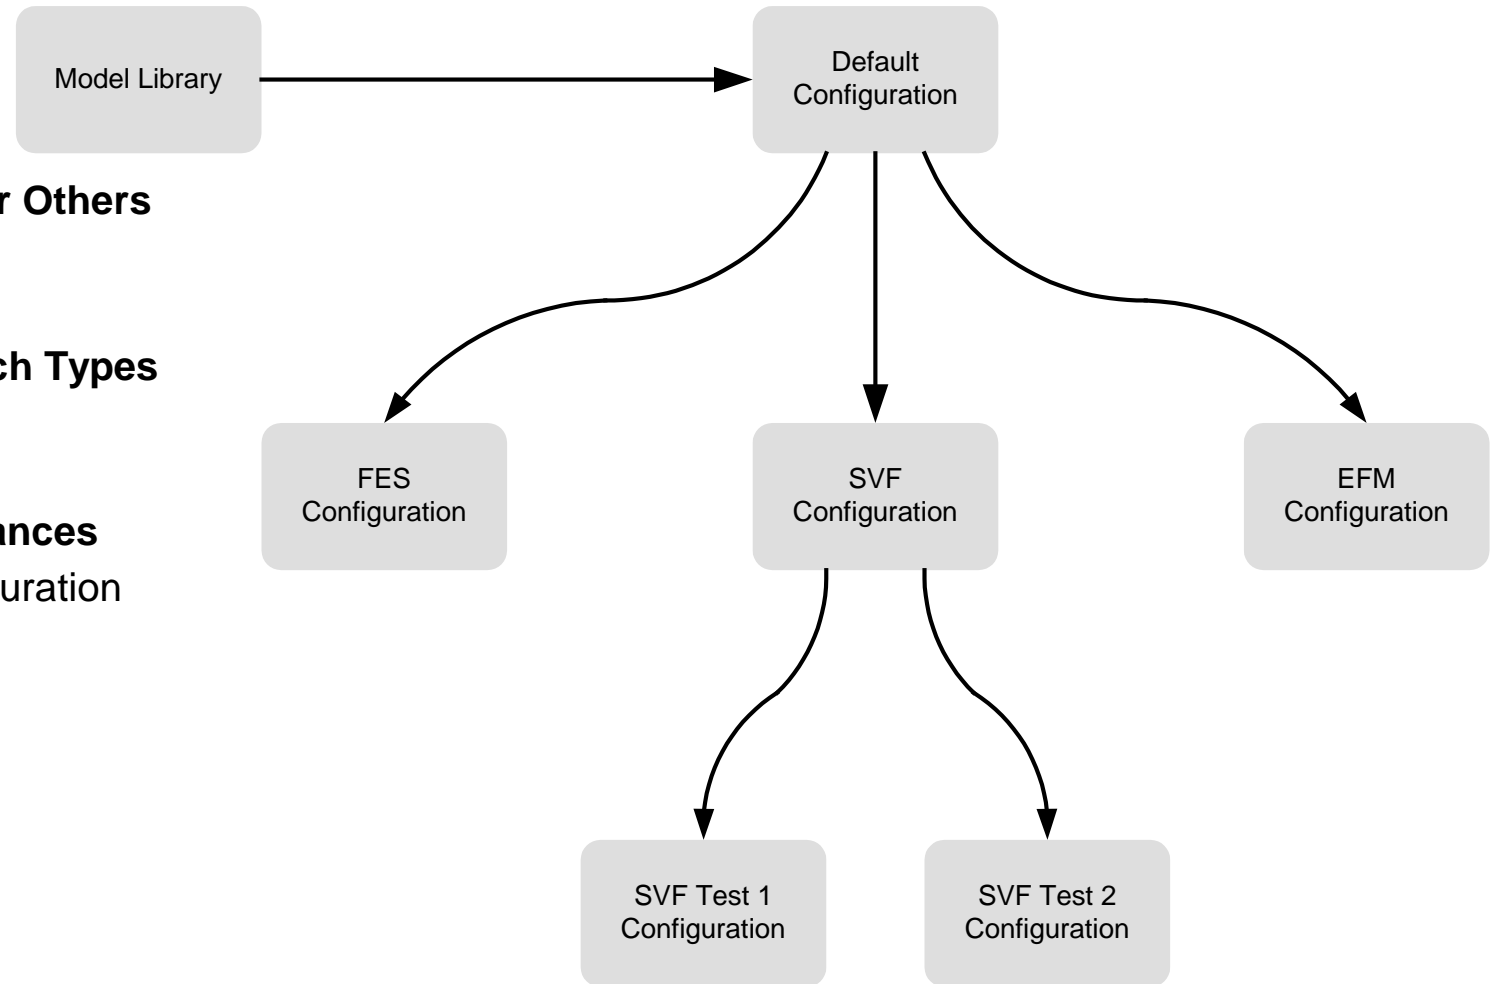 Model Library
Default
Configuration
r Others
ch Types
FES
Configuration
SVF
Configuration
EFM
Configuration
ances
uration
SVF Test 1
Configuration
SVF Test 2
Configuration